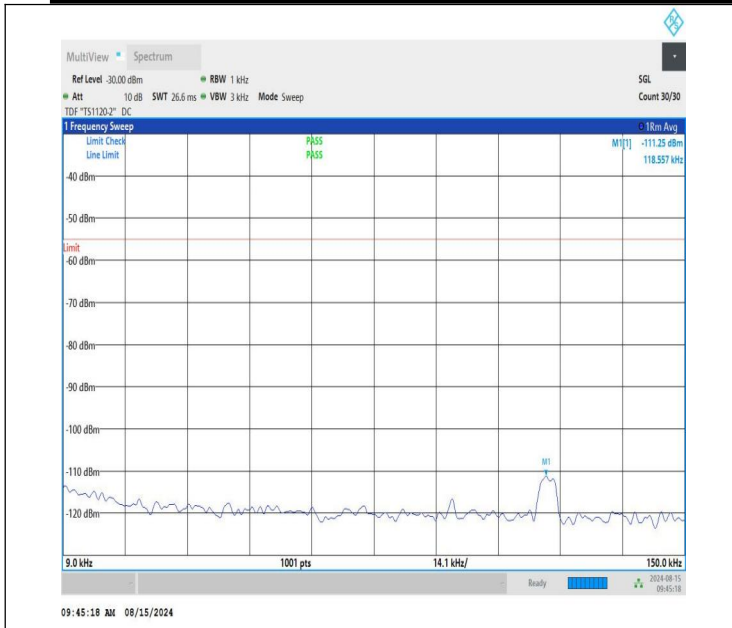 R S
MultiView Spectrum
Ref Level -30.00 dBm RBW 1 kHz SGL
Att 10 dB SWT 26.6 ms VBW 3 kHz Mode Sweep Count 30/30
TDF "TS1120-2" DC
1 Frequency Sweep 1Rm Avg
Limit Check PASS M1[1] -111.25 dBm
Line Limit PASS 118.557 kHz
-40 dBm
-50 dBm
Limit
-60 dBm
-70 dBm
-80 dBm
-90 dBm
-100 dBm
M1
-110 dBm
-120 dBm
9.0 kHz 1001 pts 14.1 kHz/ 150.0 kHz
Ready 2024-08-15
09:45:18
09:45:18 AM 08/15/2024